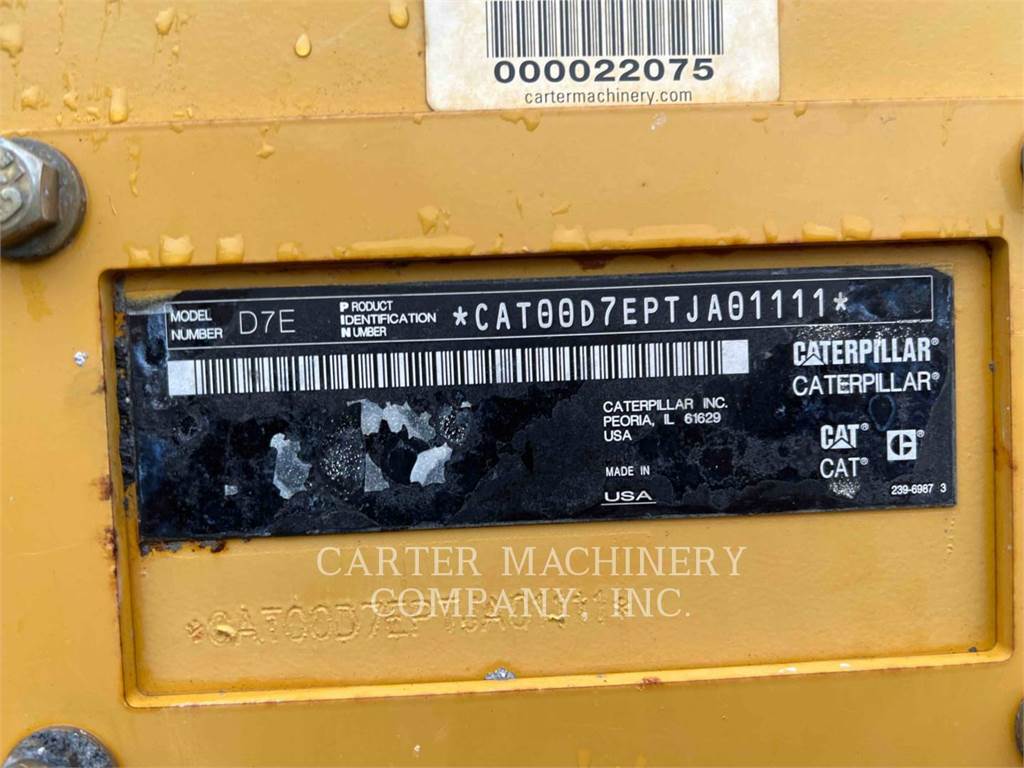 000022075
cartermachinery.com
MODEL NUMBER D7E
PRODUCT IDENTIFICATION NUMBER *CAT00D7EPTJA01111*
CATERPILLAR®
CATERPILLAR®
CATERPILLAR INC.
PEORIA, IL 61629
USA
CAT® C®
CAT®
MADE IN
USA
239-6987 3
CARTER MACHINERY
COMPANY, INC.
*CAT00D7EPTJA01111*